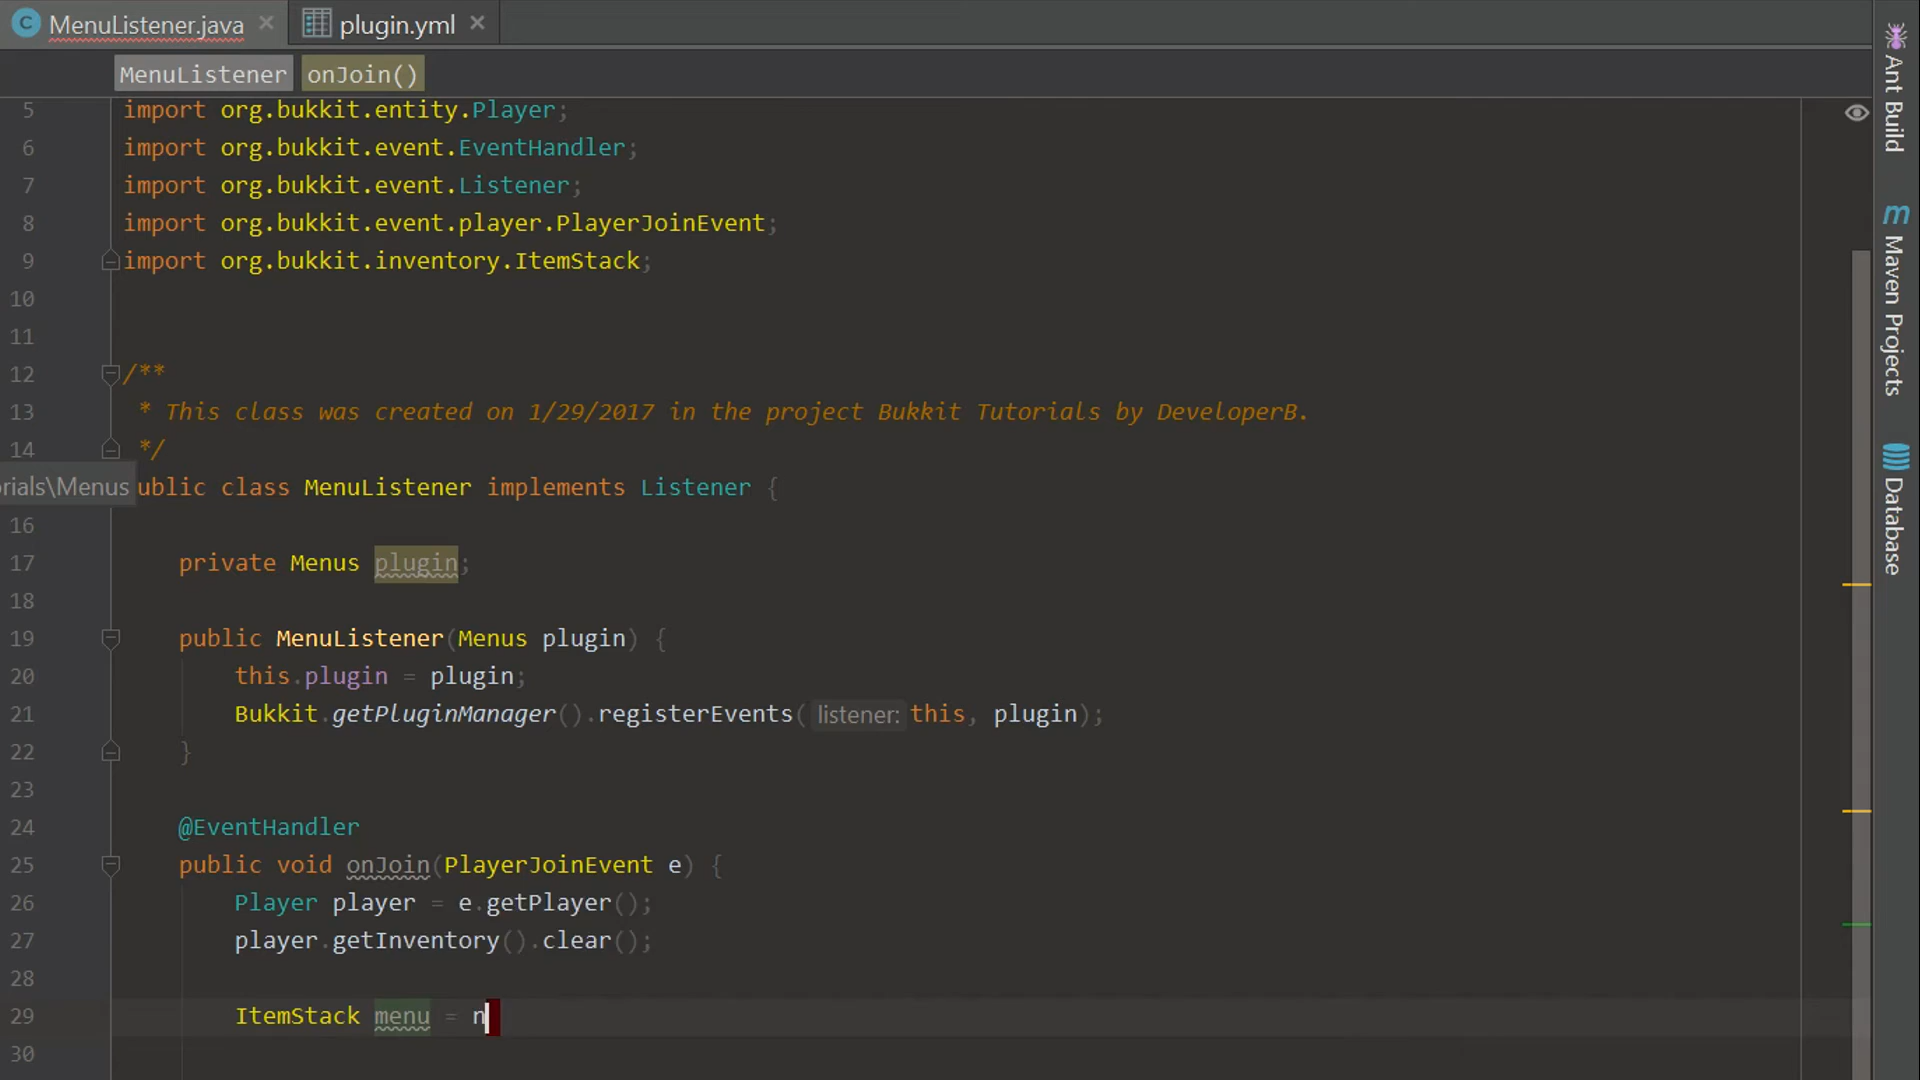 MenuListener.java
plugin.yml
MenuListener
onJoin()
5 import org.bukkit.entity.Player;
6 import org.bukkit.event.EventHandler;
7 import org.bukkit.event.Listener;
8 import org.bukkit.event.player.PlayerJoinEvent;
9 import org.bukkit.inventory.ItemStack;
10
11
12 /**
13 * This class was created on 1/29/2017 in the project Bukkit Tutorials by DeveloperB.
14 */
orials\Menus ublic class MenuListener implements Listener {
16
17 private Menus plugin;
18
19 public MenuListener(Menus plugin) {
20 this.plugin = plugin;
21 Bukkit.getPluginManager().registerEvents( listener: this, plugin);
22 }
23
24 @EventHandler
25 public void onJoin(PlayerJoinEvent e) {
26 Player player = e.getPlayer();
27 player.getInventory().clear();
28
29 ItemStack menu = n
30
Ant Build
m Maven Projects
Database